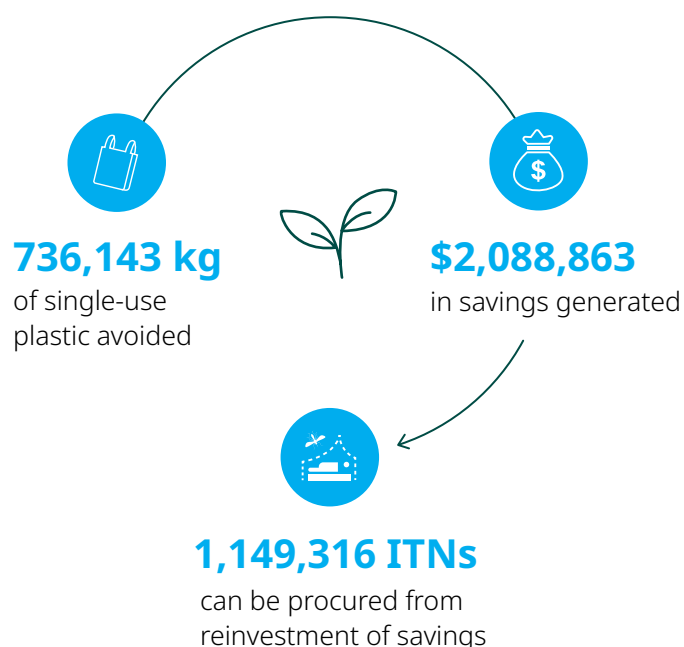 736,143 kg
of single-use
plastic avoided
$
$2,088,863
in savings generated
1,149,316 ITNs
can be procured from
reinvestment of savings